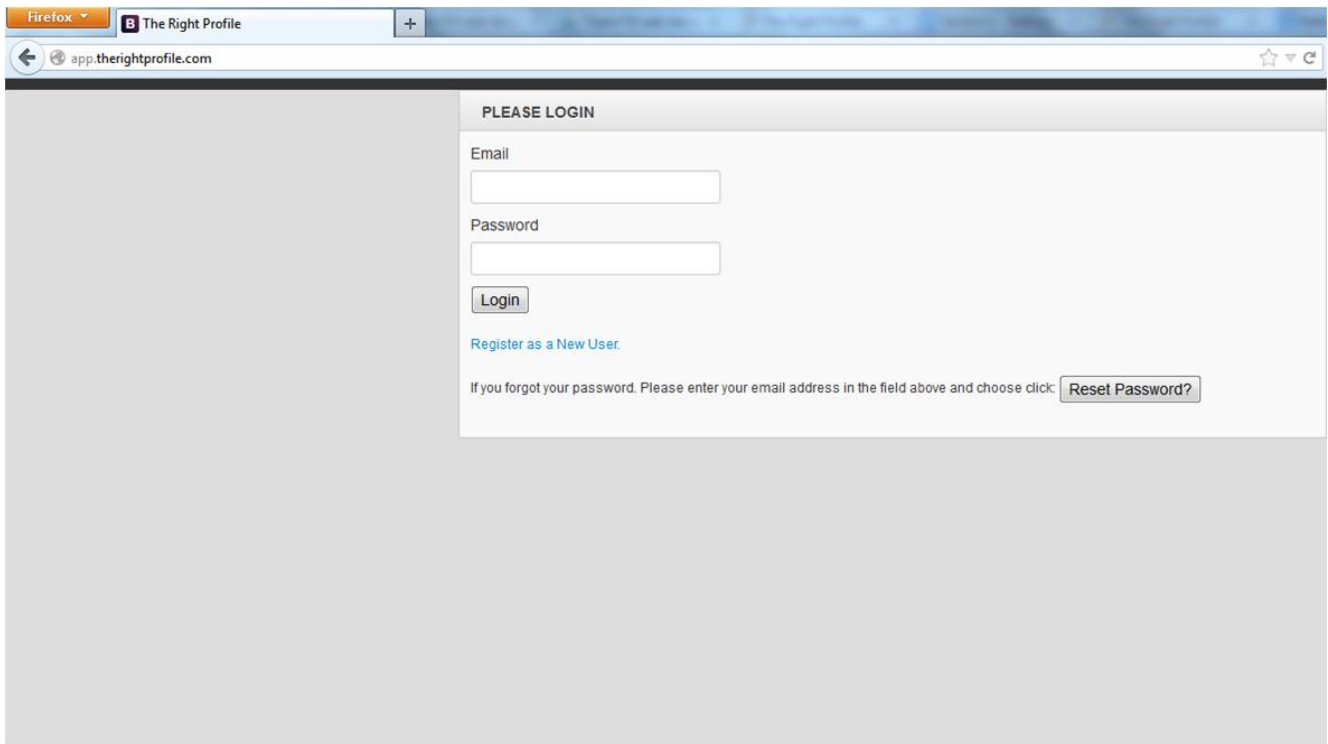 Firefox
The Right Profile
app.therightprofile.com
PLEASE LOGIN
Email
Password
Login
Register as a New User.
If you forgot your password. Please enter your email address in the field above and choose click: Reset Password?